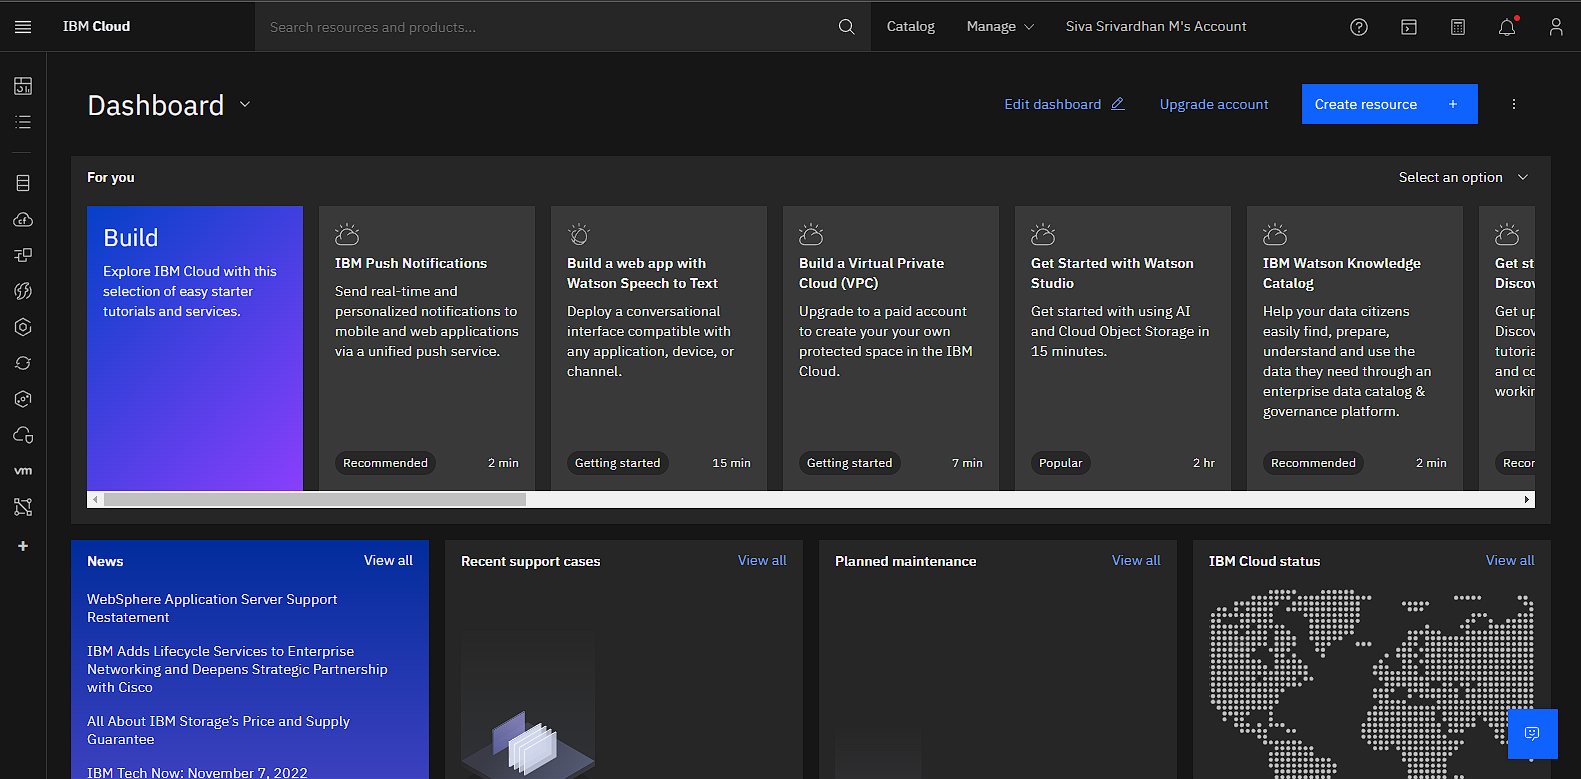 IBM Cloud
Search resources and products...
Catalog
Manage
Siva Srivardhan M's Account
Dashboard
Edit dashboard
Upgrade account
Create resource +
For you
Select an option
Build
Explore IBM Cloud with this
selection of easy starter
tutorials and services.
IBM Push Notifications
Send real-time and
personalized notifications to
mobile and web applications
via a unified push service.
Recommended
2 min
Build a web app with
Watson Speech to Text
Deploy a conversational
interface compatible with
any application, device, or
channel.
Getting started
15 min
Build a Virtual Private
Cloud (VPC)
Upgrade to a paid account
to create your your own
protected space in the IBM
Cloud.
Getting started
7 min
Get Started with Watson
Studio
Get started with using AI
and Cloud Object Storage in
15 minutes.
Popular
2 hr
IBM Watson Knowledge
Catalog
Help your data citizens
easily find, prepare,
understand and use the
data they need through an
enterprise data catalog &
governance platform.
Recommended
2 min
Get st
Discov
Get up
Discov
tutoria
and co
workin
Recor
cf
vm
+
News
View all
WebSphere Application Server Support
Restatement
IBM Adds Lifecycle Services to Enterprise
Networking and Deepens Strategic Partnership
with Cisco
All About IBM Storage's Price and Supply
Guarantee
IBM Tech Now: November 7, 2022
Recent support cases
View all
Planned maintenance
View all
IBM Cloud status
View all